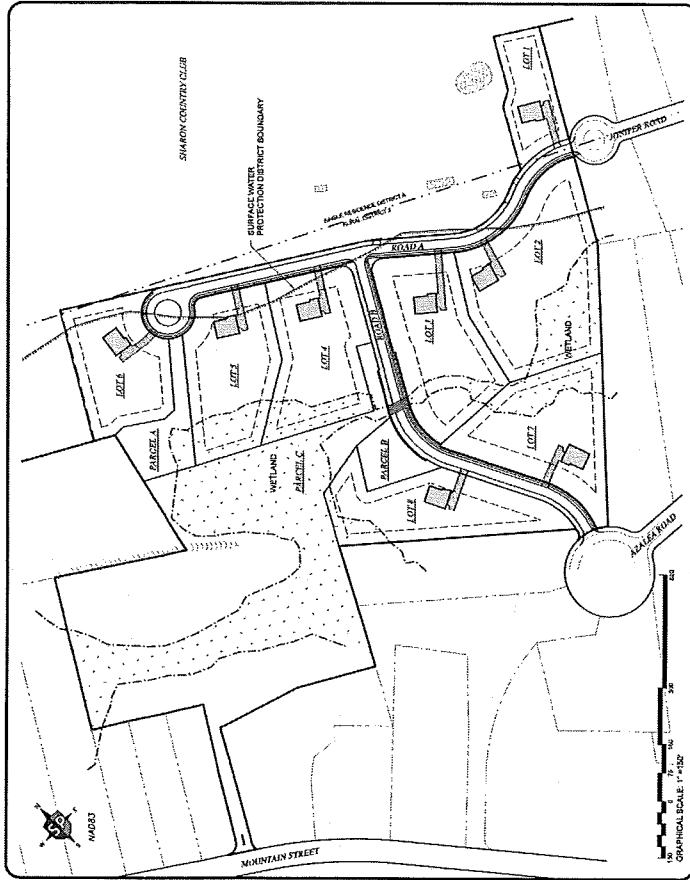 SHARON COUNTRY CLUB
SURFACE WATER
PROTECTION DISTRICT BOUNDARY
LOT 1
JUNIPER ROAD
SINGLE RESIDENCE DISTRICT A
RURAL DISTRICT 2
ROAD A
LOT 2
LOT 6
LOT 5
LOT 4
LOT 3
ROAD B
WETLAND
PARCEL A
WETLAND
PARCEL C
PARCEL B
LOT 7
LOT 8
AZALEA ROAD
NAD83
MOUNTAIN STREET
150 0 75 150 300 600
GRAPHICAL SCALE: 1"=150'